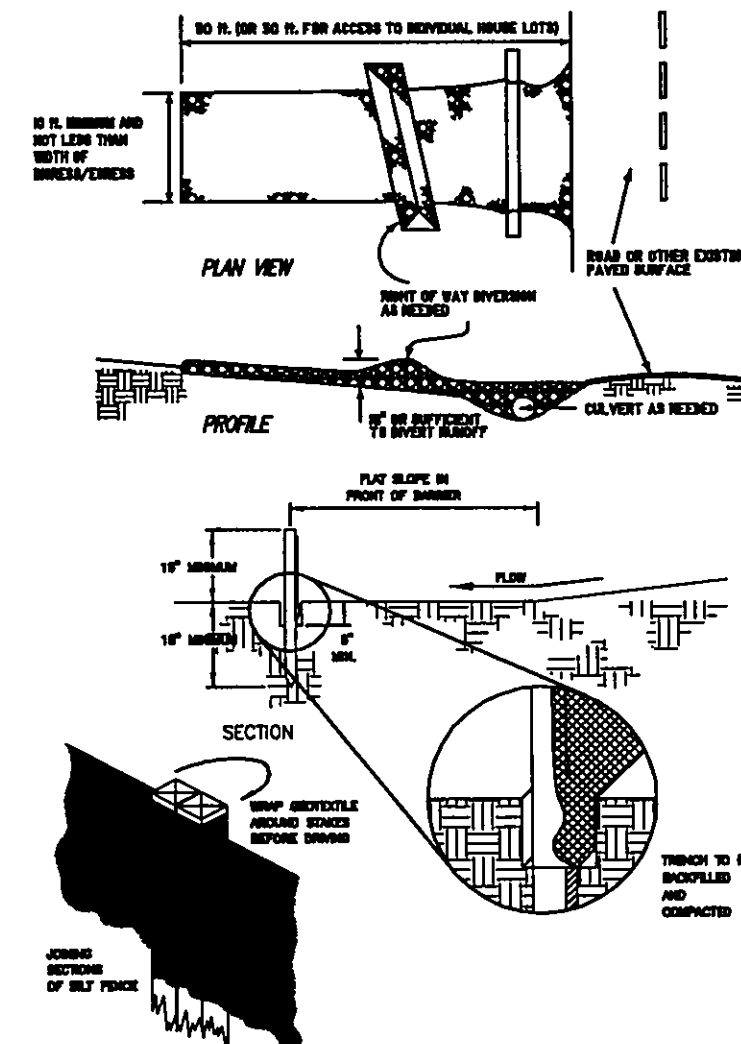 50 ft. (OR 30 ft. FOR ACCESS TO INDIVIDUAL HOUSE LOTS)
10 ft. MINIMUM AND
NOT LESS THAN
WIDTH OF
INGRESS/EGRESS
PLAN VIEW
RIGHT OF WAY DIVERSION
AS NEEDED
ROAD OR OTHER EXISTIN
PAVED SURFACE
PROFILE
OR SUFFICIENT
TO DIVERT RUNOFF
CULVERT AS NEEDED
FLAT SLOPE IN
FRONT OF BARRIER
MINIMUM
FLOW
MINIMUM
MIN.
SECTION
WRAP GEOTEXTILE
AROUND STAKES
BEFORE DRIVING
TRENCH TO
BACKFILLED
AND
COMPACTED
JOINING
SECTIONS
OF SILT FENCE